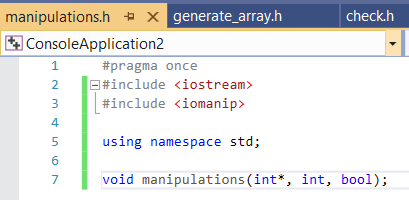 manipulations.h generate_array.h check.h
ConsoleApplication2
1 #pragma once
2 #include <iostream>
3 #include <iomanip>
4
5 using namespace std;
6
7 void manipulations(int*, int, bool);